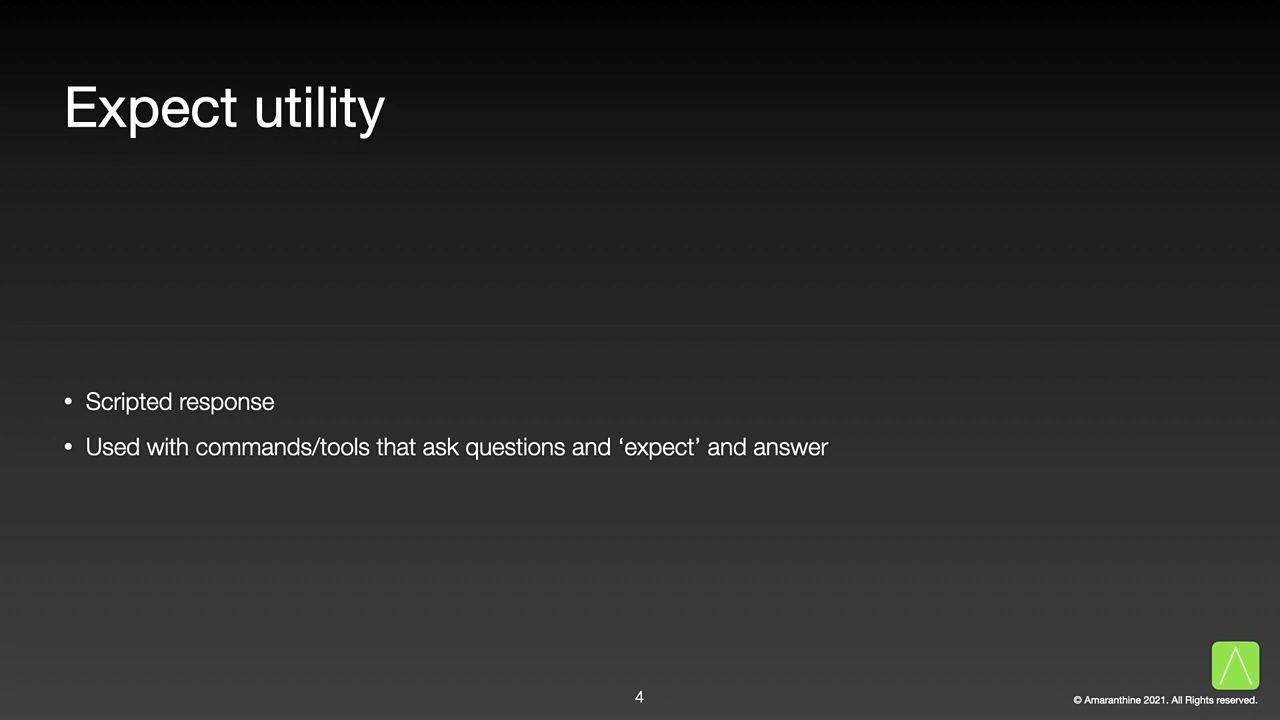 Expect utility
• Scripted response
• Used with commands/tools that ask questions and ‘expect’ and answer
4
© Amaranthine 2021. All Rights reserved.